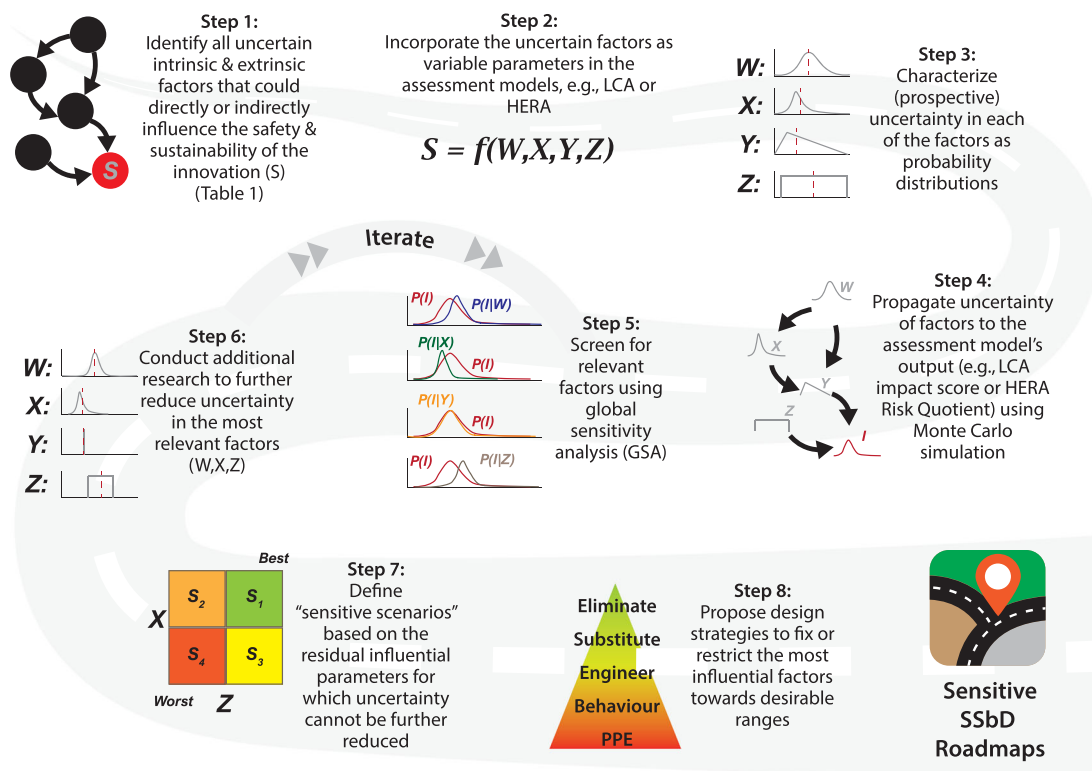 Step 1:
Identify all uncertain
intrinsic & extrinsic
factors that could
directly or indirectly
influence the safety &
sustainability of the
innovation (S)
(Table 1)
S
Step 2:
Incorporate the uncertain factors as
variable parameters in the
assessment models, e.g., LCA or
HERA
S = f(W,X,Y,Z)
W:
X:
Y:
Z:
Step 3:
Characterize
(prospective)
uncertainty in each
of the factors as
probability
distributions
Iterate
Step 4:
Propagate uncertainty
of factors to the
assessment model's
output (e.g., LCA
impact score or HERA
Risk Quotient) using
Monte Carlo
simulation
W
X
Y
Z
I
P(I)
P(I|W)
P(I|X)
P(I)
P(I|Y)
P(I)
P(I)
P(I|Z)
Step 5:
Screen for
relevant
factors using
global
sensitivity
analysis (GSA)
Step 6:
Conduct additional
research to further
reduce uncertainty
in the most
relevant factors
(W,X,Z)
W:
X:
Y:
Z:
Best
X
S2
S1
S4
S3
Worst
Z
Step 7:
Define
“sensitive scenarios”
based on the
residual influential
parameters for
which uncertainty
cannot be further
reduced
Eliminate
Substitute
Engineer
Behaviour
PPE
Step 8:
Propose design
strategies to fix or
restrict the most
influential factors
towards desirable
ranges
Sensitive
SSbD
Roadmaps